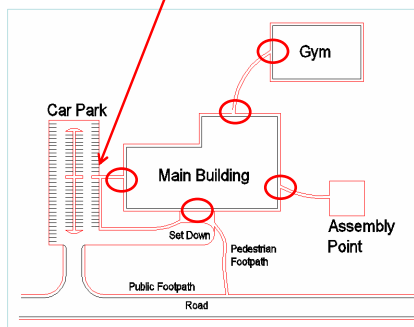 Gym
Car Park
Main Building
Assembly
Point
Set Down
Pedestrian
Footpath
Public Footpath
Road